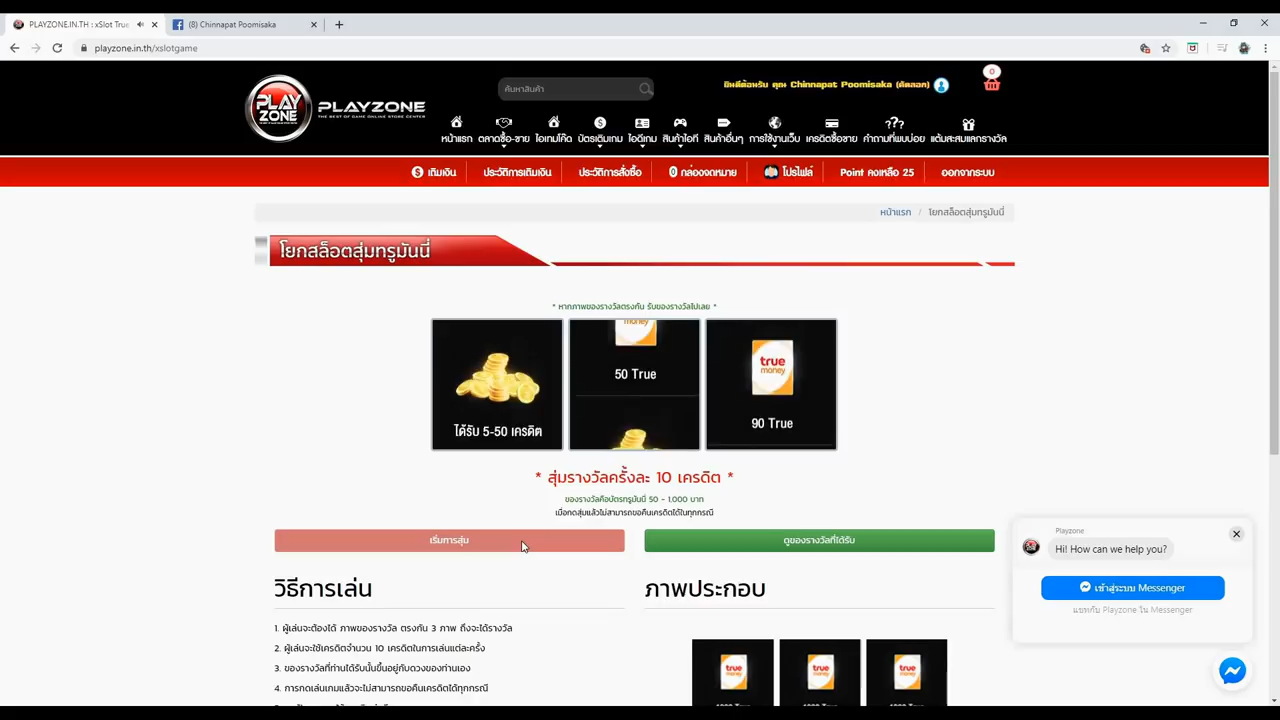 PLAYZONE.IN.TH : xSlot True
(8) Chinnapat Poomisaka
playzone.in.th/xslotgame
PLAY ZONE
PLAYZONE
THE BEST OF GAME ONLINE STORE CENTER
ค้นหาสินค้า
ยินดีต้อนรับ คุณ Chinnapat Poomisaka (คัดลอก)
0
หน้าแรก
ตลาดซื้อ-ขาย
ไอเทมโค๊ด
บัตรเติมเกม
ไอดีเกม
สินค้าไอที
สินค้าอื่นๆ
การใช้งานเว็บ
เครดิตซื้อขาย
คำถามที่พบบ่อย
แต้มสะสมแลกรางวัล
เติมเงิน
ประวัติการเติมเงิน
ประวัติการสั่งซื้อ
0 กล่องจดหมาย
โปรไฟล์
Point คงเหลือ 25
ออกจากระบบ
หน้าแรก / โยกสล็อตสุ่มทรูมันนี่
โยกสล็อตสุ่มทรูมันนี่
* หากภาพของรางวัลตรงกัน รับของรางวัลไปเลย *
ได้รับ 5-50 เครดิต
money
50 True
true
money
90 True
* สุ่มรางวัลครั้งละ 10 เครดิต *
ของรางวัลคือบัตรทรูมันนี่ 50 - 1,000 บาท
เมื่อกดสุ่มแล้วไม่สามารถขอคืนเครดิตได้ในทุกกรณี
เริ่มการสุ่ม
ดูของรางวัลที่ได้รับ
วิธีการเล่น
ภาพประกอบ
1. ผู้เล่นจะต้องได้ ภาพของรางวัล ตรงกัน 3 ภาพ ถึงจะได้รางวัล
2. ผู้เล่นจะใช้เครดิตจำนวน 10 เครดิตในการเล่นแต่ละครั้ง
3. ของรางวัลที่ท่านได้รับนั้นขึ้นอยู่กับดวงของท่านเอง
4. การกดเล่นเกมแล้วจะไม่สามารถขอคืนเครดิตได้ทุกกรณี
true
money
true
money
true
money
Playzone
Hi! How can we help you?
เข้าสู่ระบบ Messenger
แชทกับ Playzone ใน Messenger